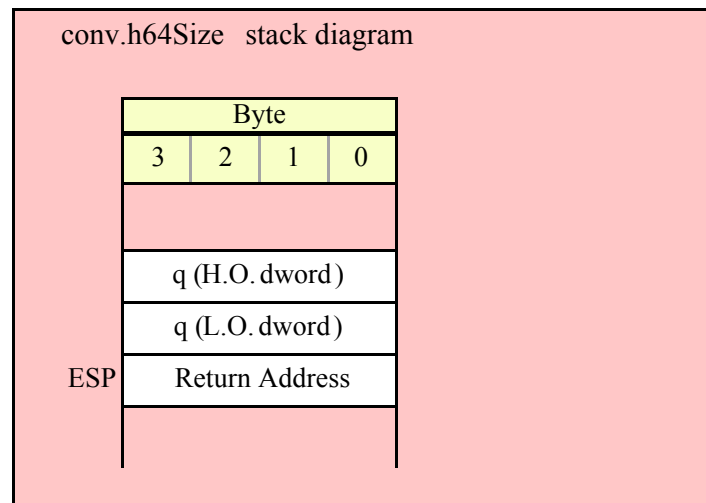 conv.h64Size stack diagram
Byte
3 2 1 0
q (H.O. dword)
q (L.O. dword)
ESP Return Address